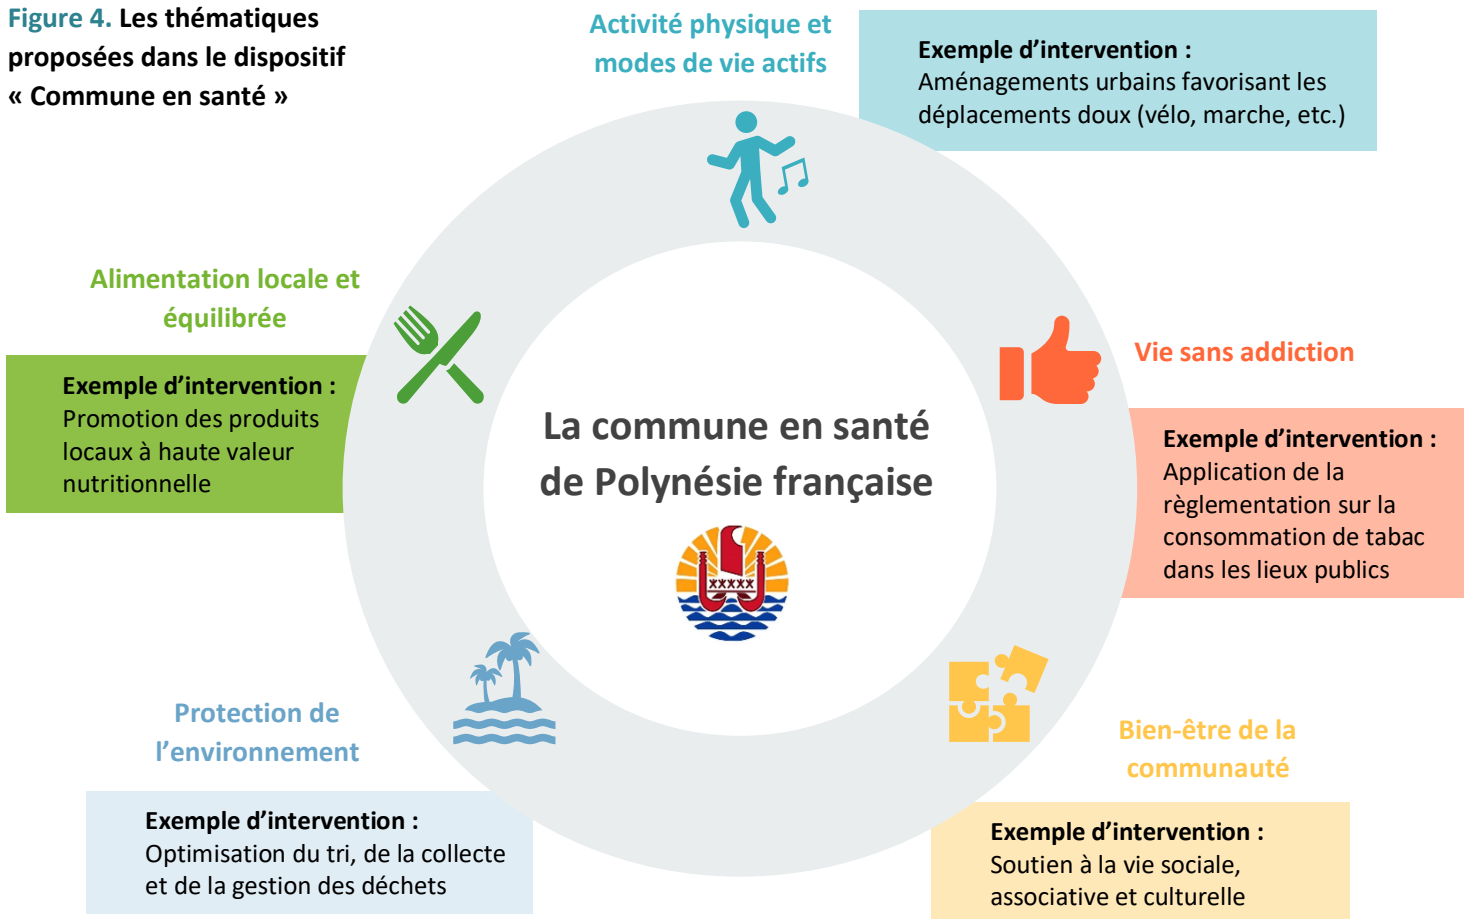 Figure 4. Les thématiques
proposées dans le dispositif
« Commune en santé »
Activité physique et
modes de vie actifs
Exemple d’intervention :
Aménagements urbains favorisant les
déplacements doux (vélo, marche, etc.)
Alimentation locale et
équilibrée
Exemple d’intervention :
Promotion des produits
locaux à haute valeur
nutritionnelle
Vie sans addiction
Exemple d’intervention :
Application de la
règlementation sur la
consommation de tabac
dans les lieux publics
La commune en santé
de Polynésie française
Protection de
l’environnement
Exemple d’intervention :
Optimisation du tri, de la collecte
et de la gestion des déchets
Bien-être de la
communauté
Exemple d’intervention :
Soutien à la vie sociale,
associative et culturelle